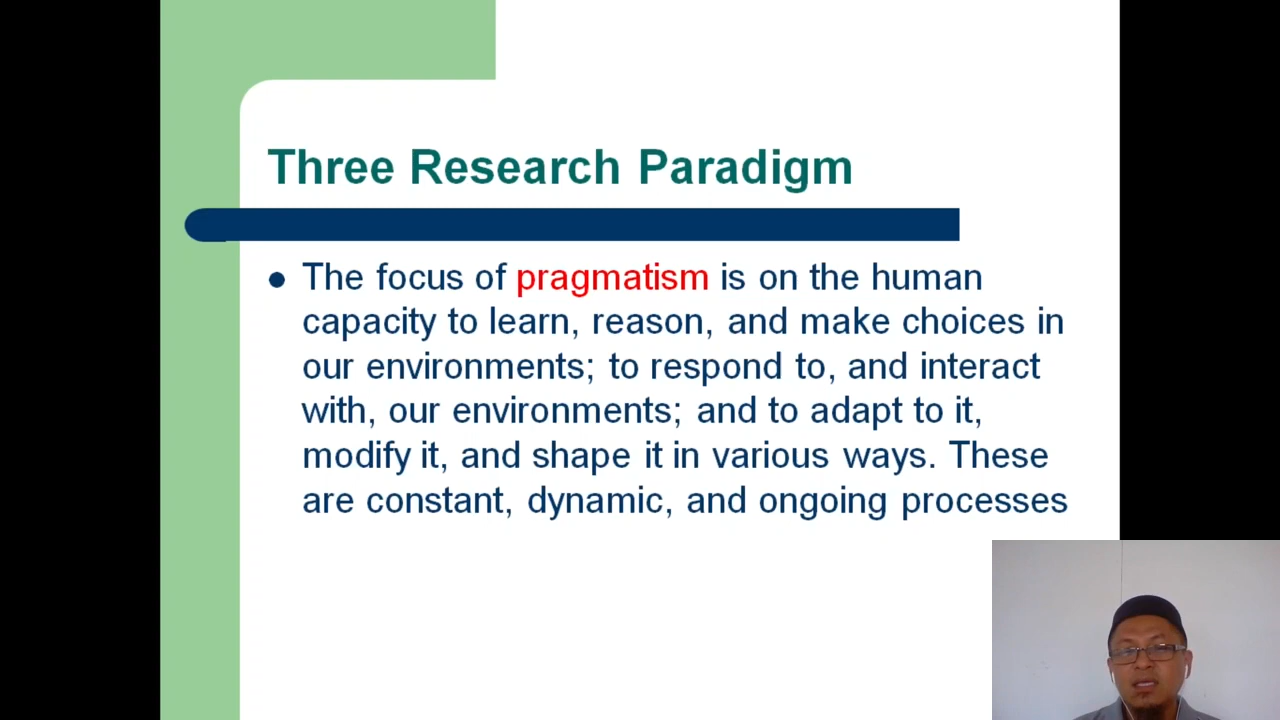 Three Research Paradigm
The focus of pragmatism is on the human
capacity to learn, reason, and make choices in
our environments; to respond to, and interact
with, our environments; and to adapt to it,
modify it, and shape it in various ways. These
are constant, dynamic, and ongoing processes